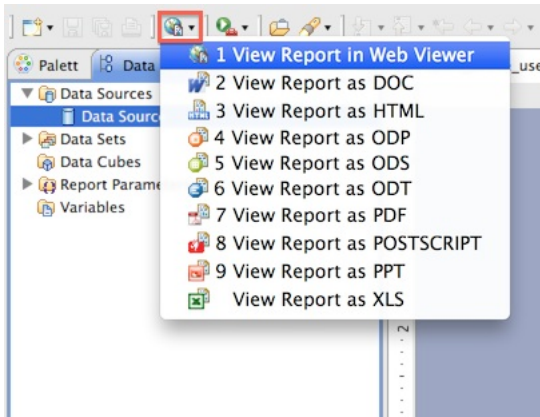 Palett
Data
_use
Data Sources
Data Sourc
Data Sets
Data Cubes
Report Parame
Variables
1 View Report in Web Viewer
2 View Report as DOC
3 View Report as HTML
4 View Report as ODP
5 View Report as ODS
6 View Report as ODT
7 View Report as PDF
8 View Report as POSTSCRIPT
9 View Report as PPT
View Report as XLS
2